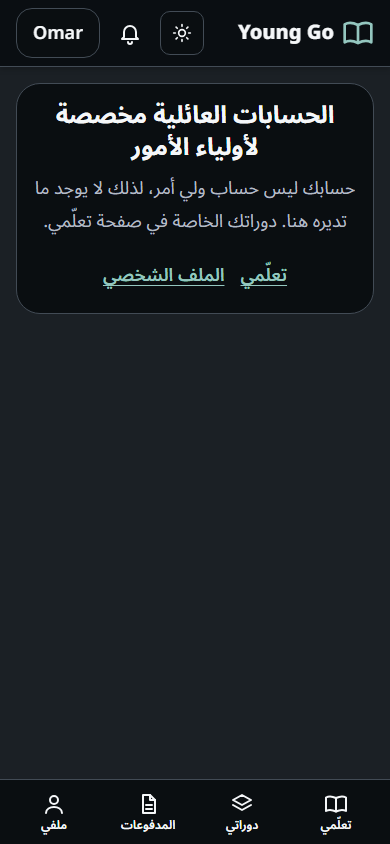 Young Go
Omar
الحسابات العائلية مخصصة
لأولياء الأمور
حسابك ليس حساب ولي أمر، لذلك لا يوجد ما
تديره هنا. دوراتك الخاصة في صفحة تعلّمي.
تعلّمي الملف الشخصي
تعلّمي دوراتي المدفوعات ملفي